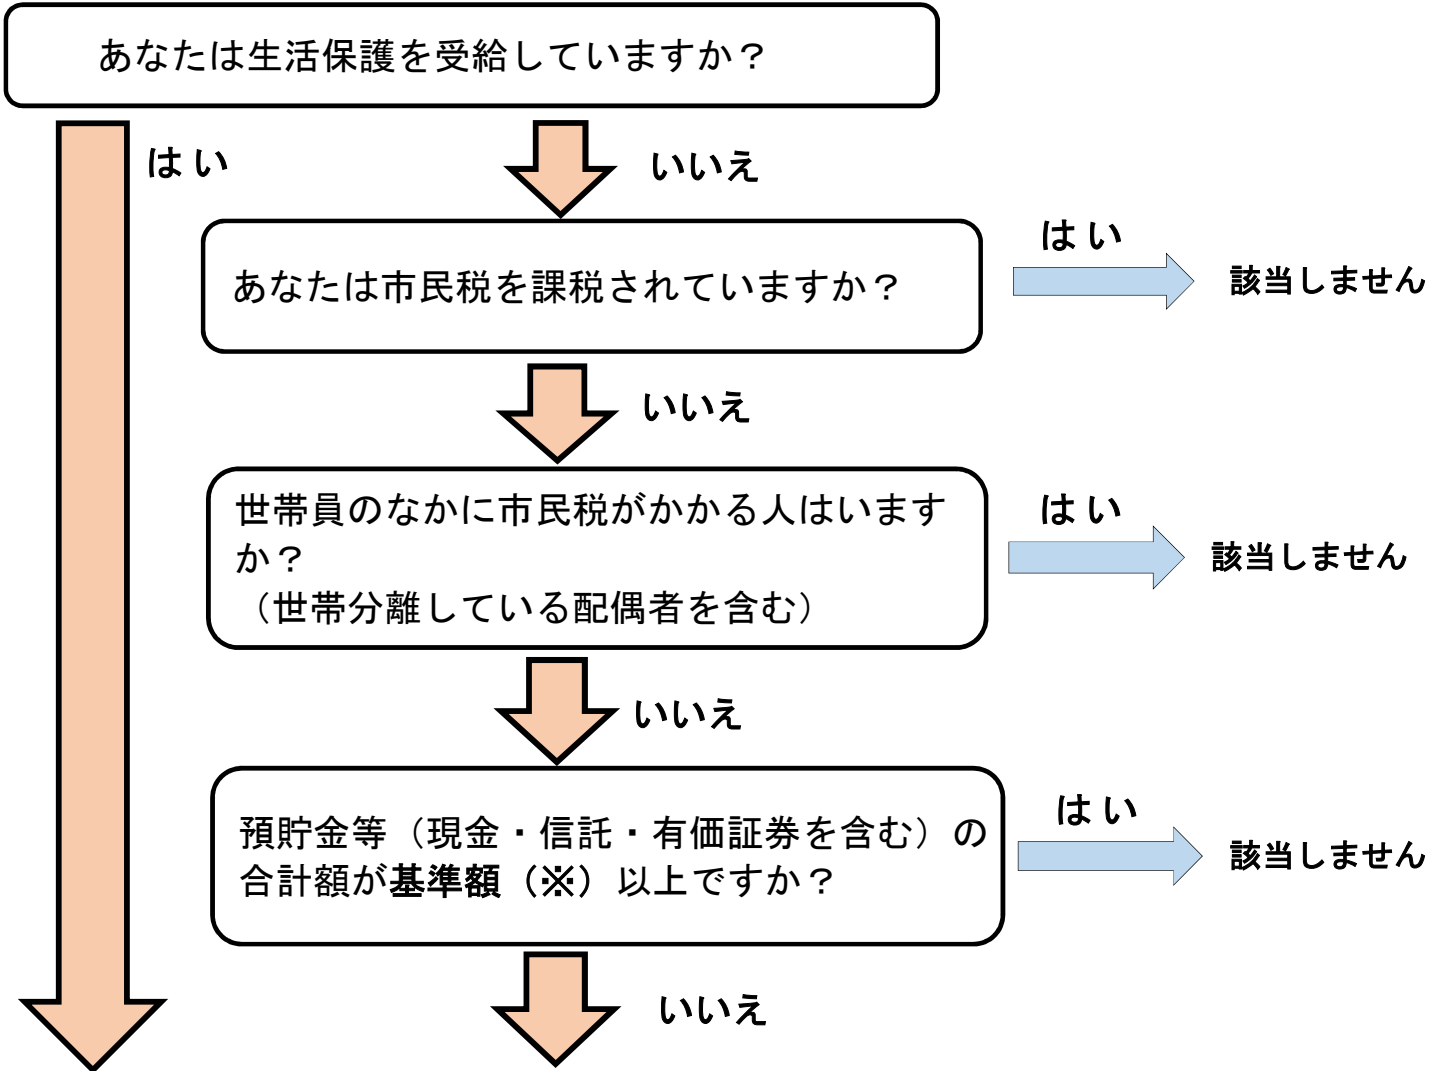 あなたは生活保護を受給していますか？
はい
いいえ
あなたは市民税を課税されていますか？
はい
該当しません
いいえ
世帯員のなかに市民税がかかる人はいます
か？
（世帯分離している配偶者を含む）
はい
該当しません
いいえ
預貯金等（現金・信託・有価証券を含む）の
合計額が基準額（※）以上ですか？
はい
該当しません
いいえ